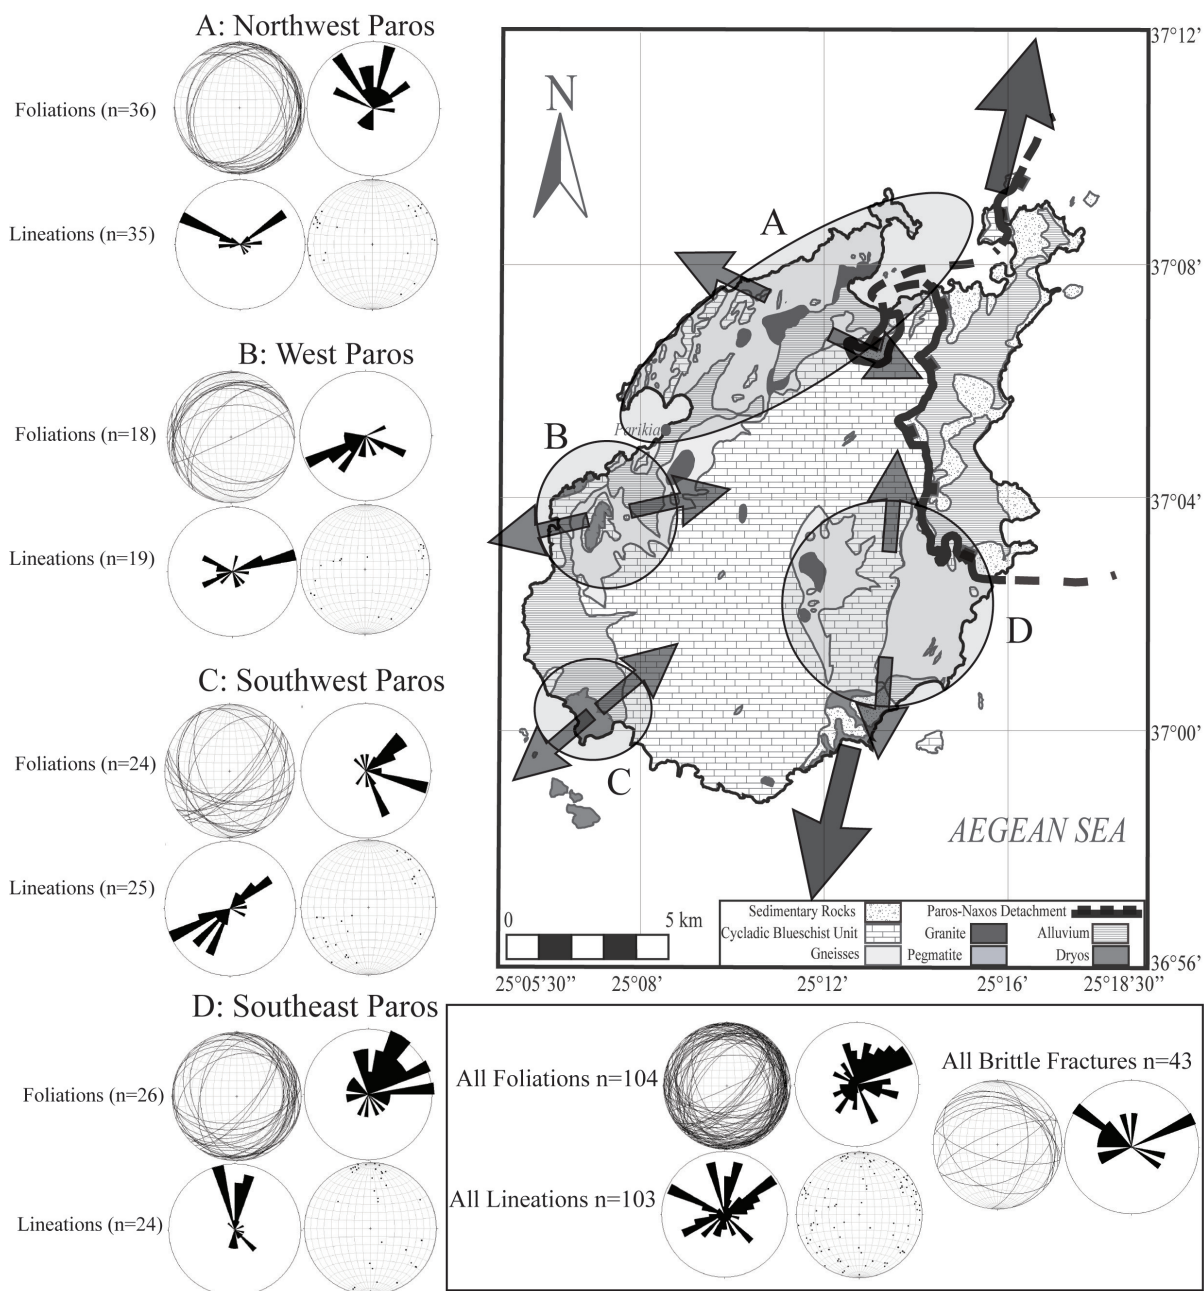 A: Northwest Paros
Foliations (n=36)
Lineations (n=35)
B: West Paros
Foliations (n=18)
Lineations (n=19)
C: Southwest Paros
Foliations (n=24)
Lineations (n=25)
D: Southeast Paros
Foliations (n=26)
Lineations (n=24)
N
A
B
C
D
Parikia
AEGEAN SEA
37°12’
37°08’
37°04’
37°00’
36°56’
25°05’30”
25°08’
25°12’
25°16’
25°18’30”
0
5 km
Sedimentary Rocks
Paros-Naxos Detachment
Cycladic Blueschist Unit
Granite
Alluvium
Gneisses
Pegmatite
Dryos
All Foliations n=104
All Lineations n=103
All Brittle Fractures n=43